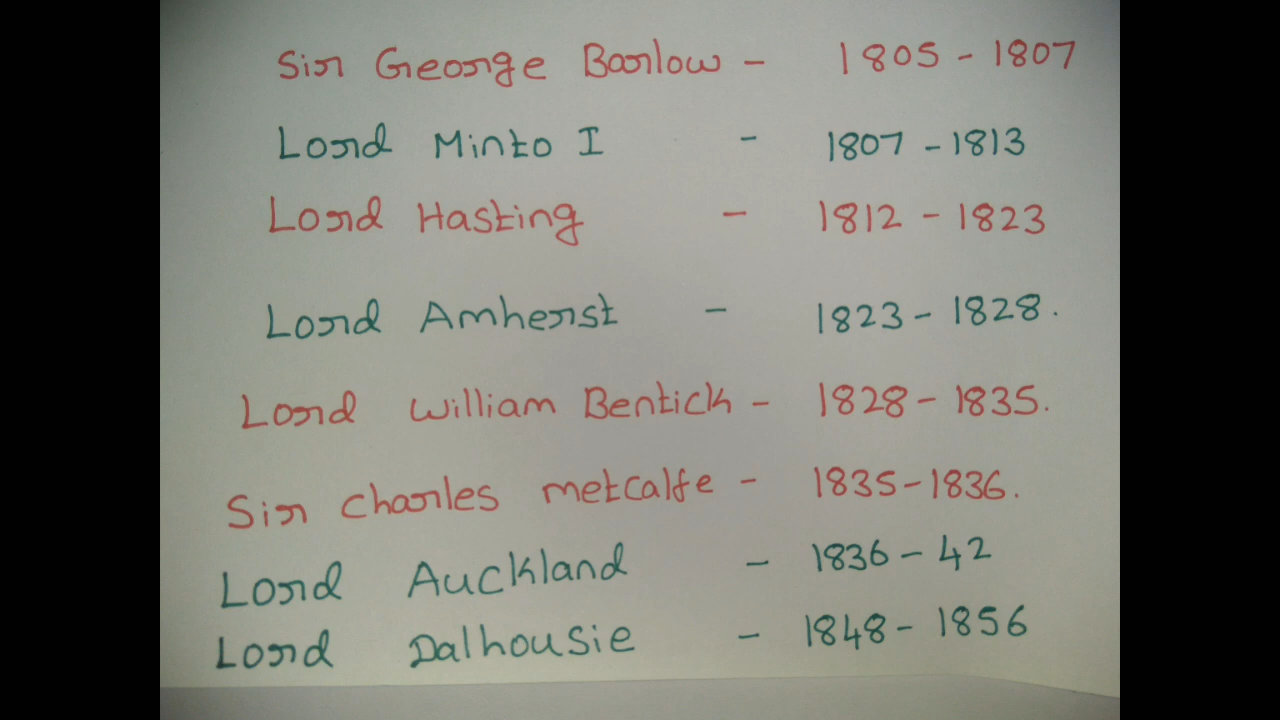 Sir George Barlow - 1805 - 1807
Lord Minto I - 1807 - 1813
Lord Hasting - 1812 - 1823
Lord Amherst - 1823 - 1828.
Lord william Bentick - 1828 - 1835.
Sir charles metcalfe - 1835 - 1836.
Lord Auckland - 1836 - 42
Lord Dalhousie - 1848 - 1856